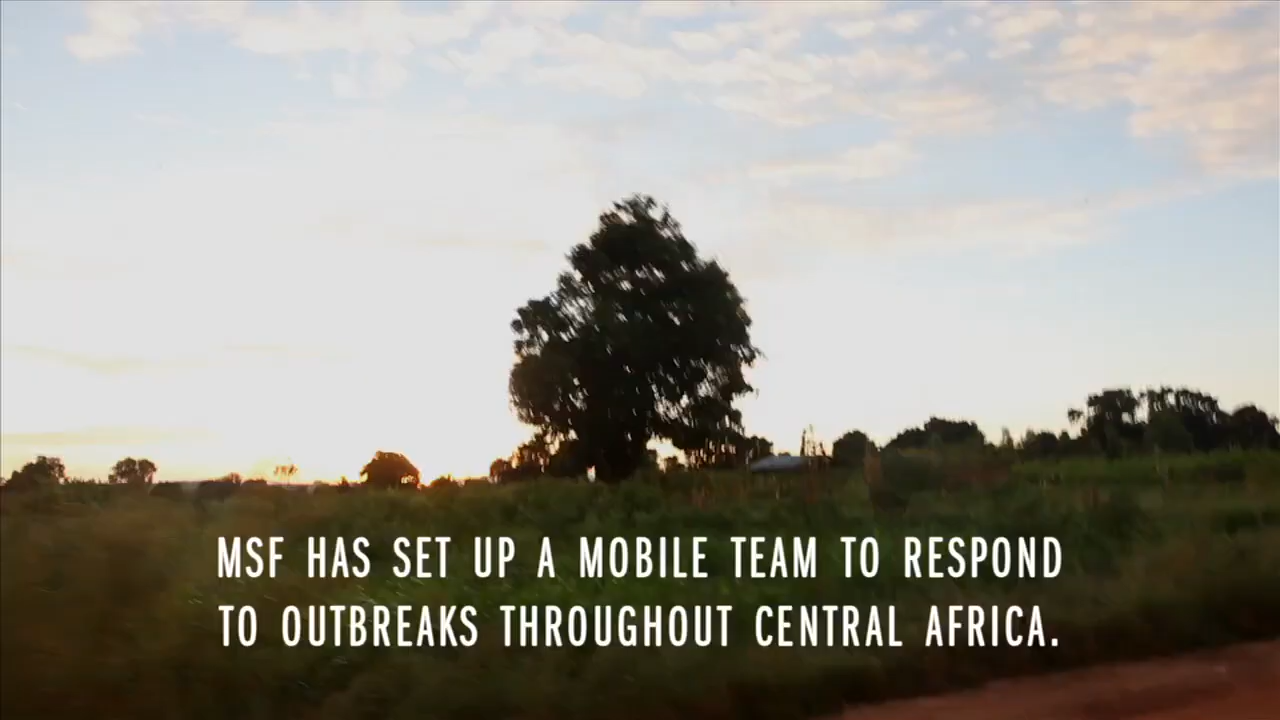 MSF HAS SET UP A MOBILE TEAM TO RESPOND
TO OUTBREAKS THROUGHOUT CENTRAL AFRICA.